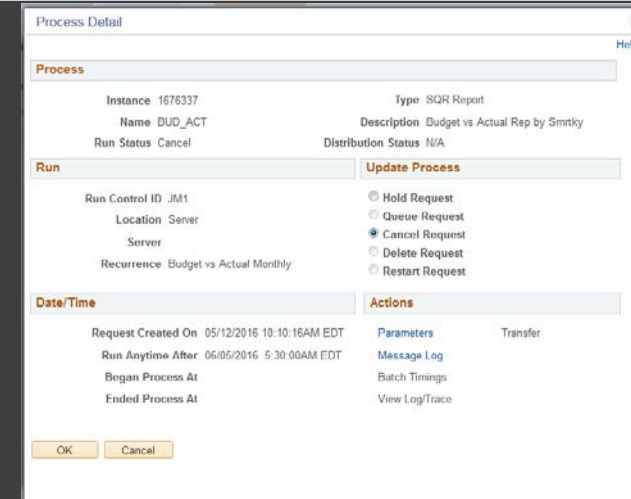 Process Detail
Hel
Process
Instance 1676337 Type SQR Report
Name BUD_ACT Description Budget vs Actual Rep by Smrtky
Run Status Cancel Distribution Status N/A
Run Update Process
Run Control ID JM1 Hold Request
Location Server Queue Request
Server Cancel Request
Recurrence Budget vs Actual Monthly Delete Request
Restart Request
Date/Time Actions
Request Created On 05/12/2016 10:10:16AM EDT Parameters Transfer
Run Anytime After 06/05/2016 5:30:00AM EDT Message Log
Began Process At Batch Timings
Ended Process At View Log/Trace
OK Cancel